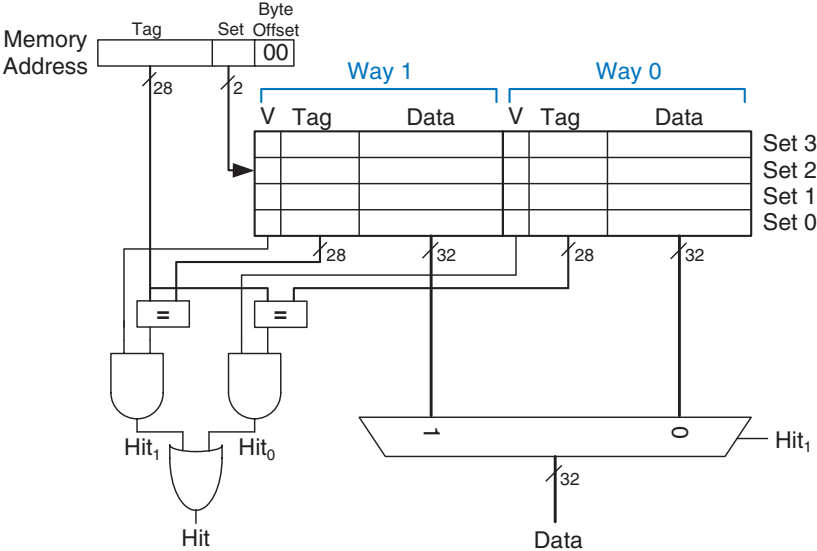 Byte
Memory Tag Set Offset
Address 00
28 2
Way 1 Way 0
V Tag Data V Tag Data
Set 3
Set 2
Set 1
Set 0
28 32 28 32
= =
1 0
Hit₁ Hit₀ Hit₁
32
Hit Data